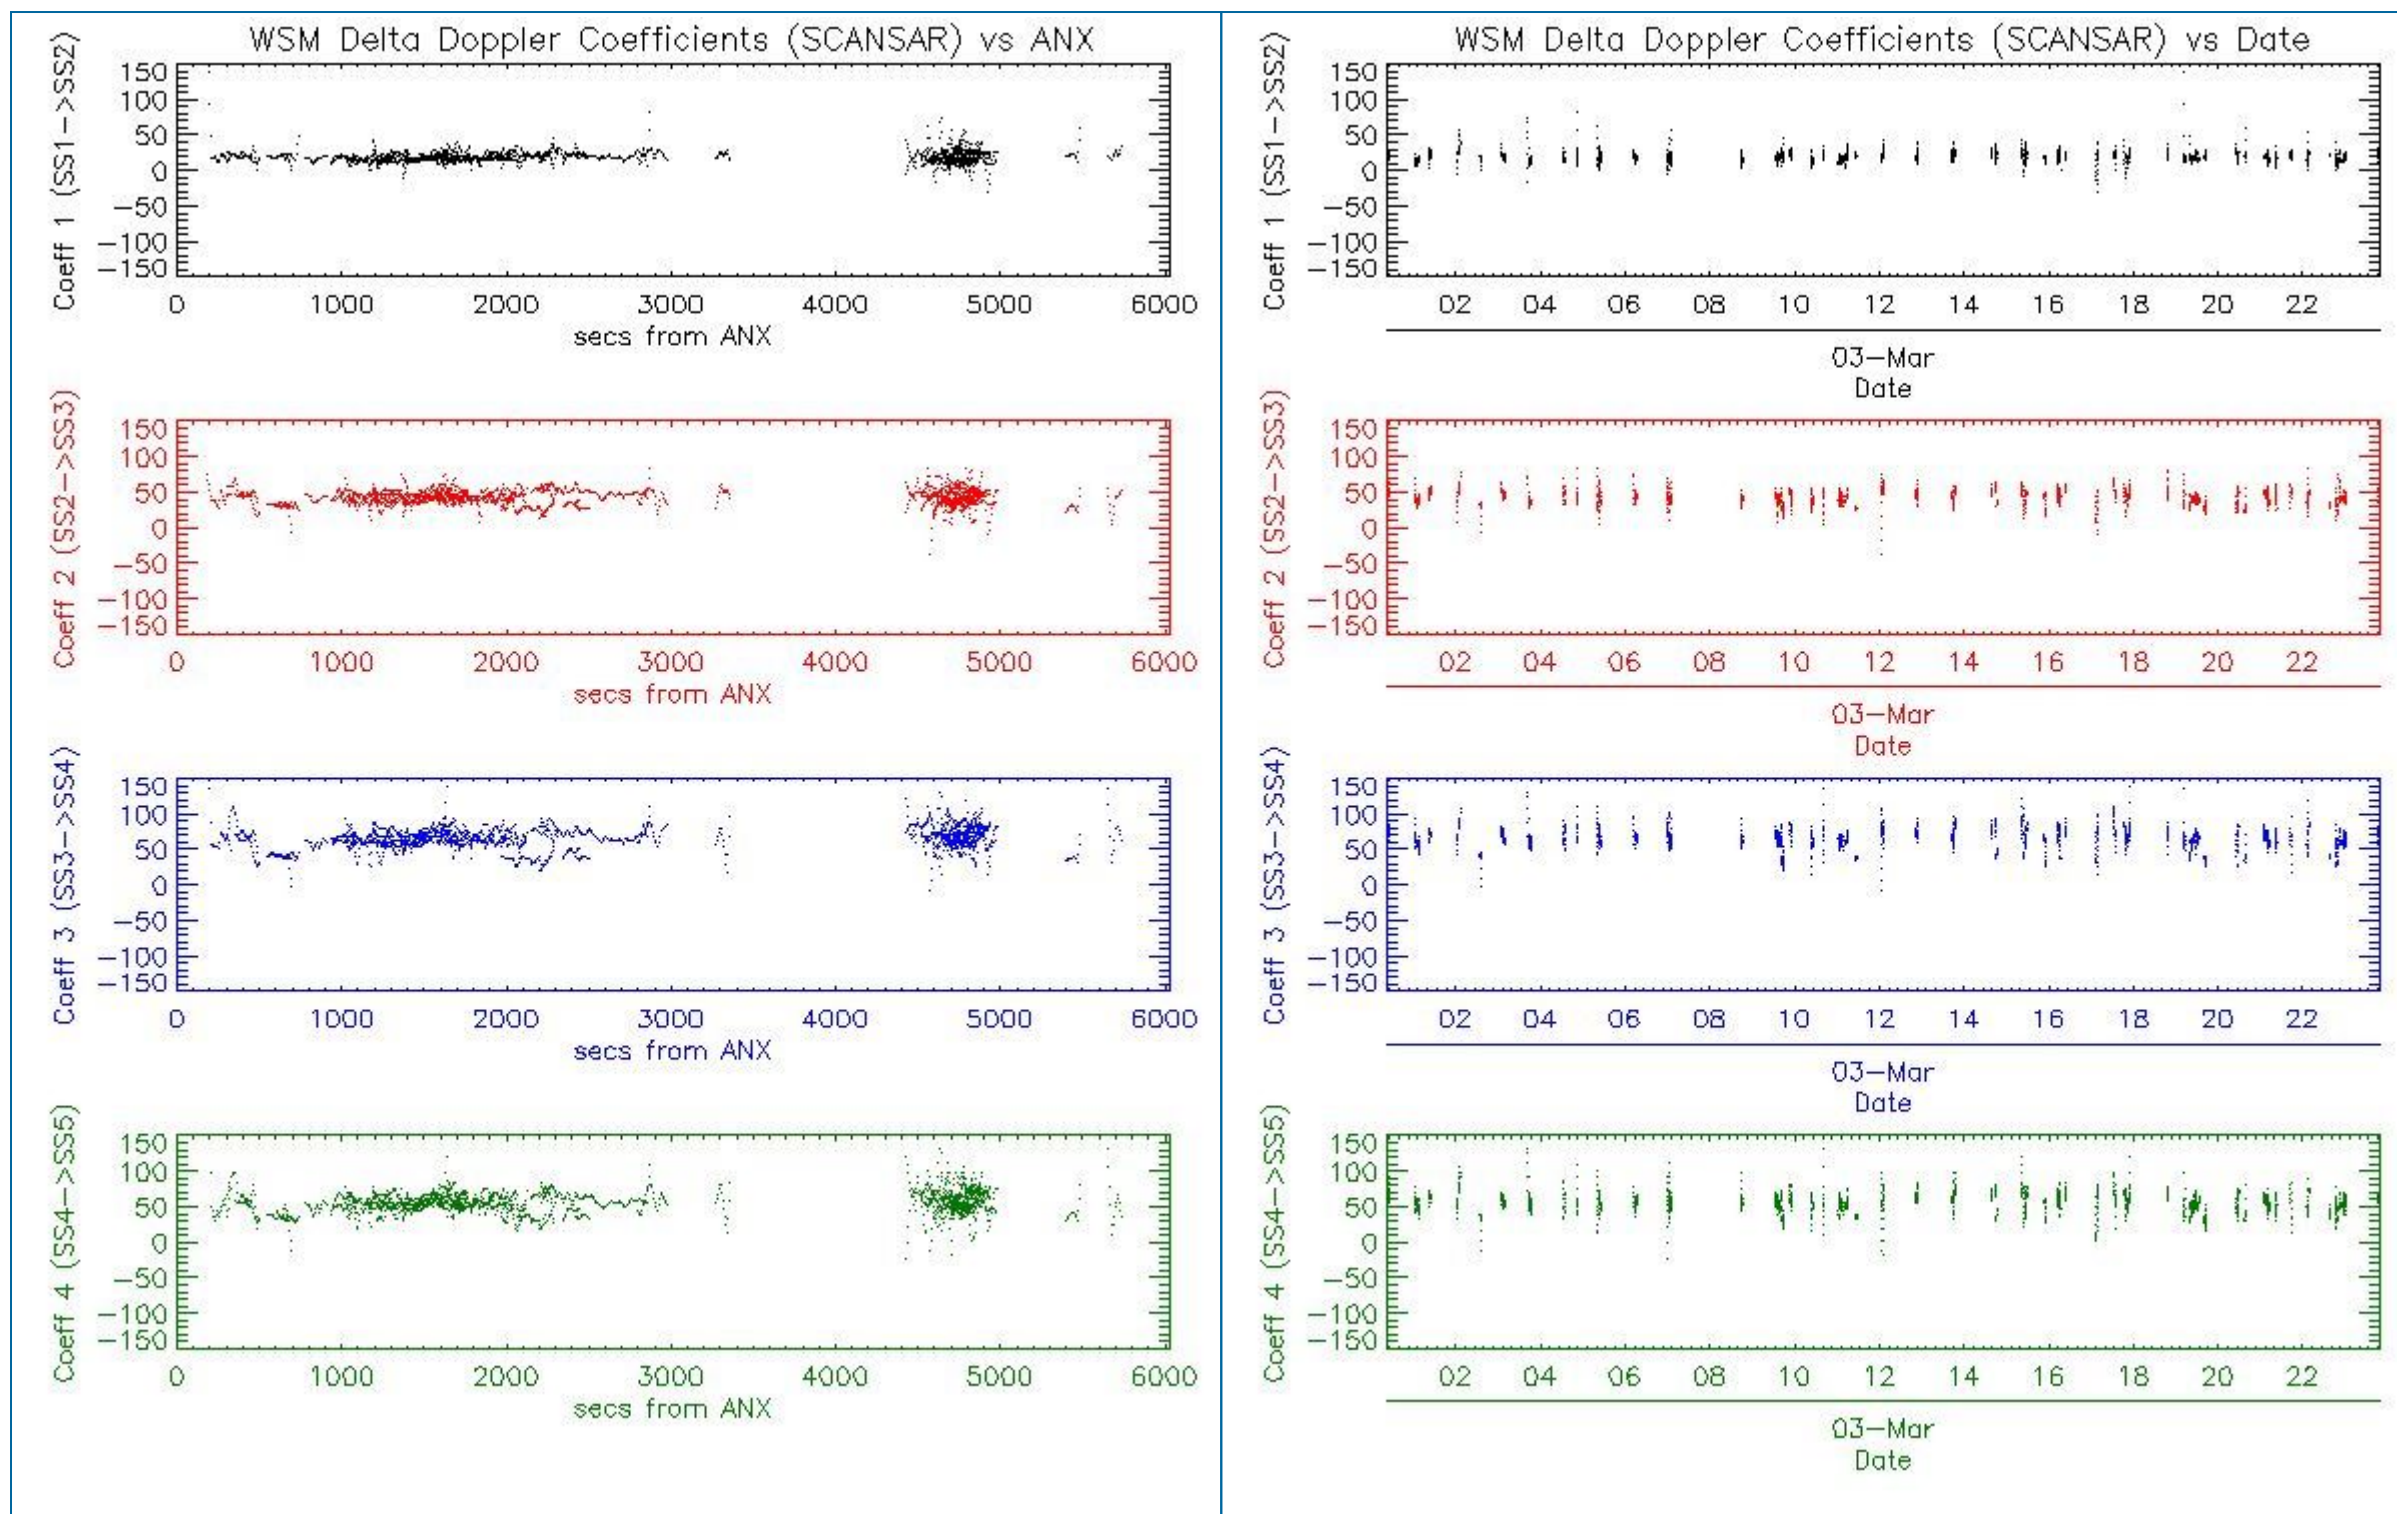 WSM Delta Doppler Coefficients (SCANSAR) vs ANX
Coeff 1 (SS1->SS2)
150
100
50
0
-50
-100
-150
0 1000 2000 3000 4000 5000 6000
secs from ANX
Coeff 2 (SS2->SS3)
150
100
50
0
-50
-100
-150
0 1000 2000 3000 4000 5000 6000
secs from ANX
Coeff 3 (SS3->SS4)
150
100
50
0
-50
-100
-150
0 1000 2000 3000 4000 5000 6000
secs from ANX
Coeff 4 (SS4->SS5)
150
100
50
0
-50
-100
-150
0 1000 2000 3000 4000 5000 6000
secs from ANX
WSM Delta Doppler Coefficients (SCANSAR) vs Date
Coeff 1 (SS1->SS2)
150
100
50
0
-50
-100
-150
02 04 06 08 10 12 14 16 18 20 22
03-Mar
Date
Coeff 2 (SS2->SS3)
150
100
50
0
-50
-100
-150
02 04 06 08 10 12 14 16 18 20 22
03-Mar
Date
Coeff 3 (SS3->SS4)
150
100
50
0
-50
-100
-150
02 04 06 08 10 12 14 16 18 20 22
03-Mar
Date
Coeff 4 (SS4->SS5)
150
100
50
0
-50
-100
-150
02 04 06 08 10 12 14 16 18 20 22
03-Mar
Date